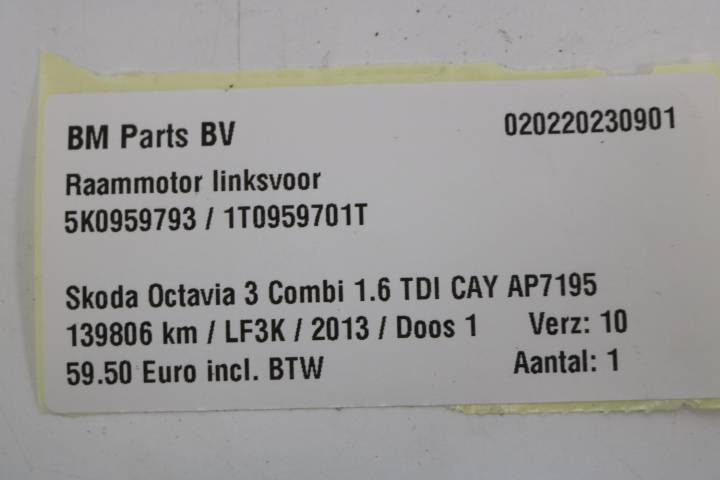 BM Parts BV 020220230901
Raammotor linksvoor
5K0959793 / 1T0959701T
Skoda Octavia 3 Combi 1.6 TDI CAY AP7195
139806 km / LF3K / 2013 / Doos 1 Verz: 10
59.50 Euro incl. BTW Aantal: 1